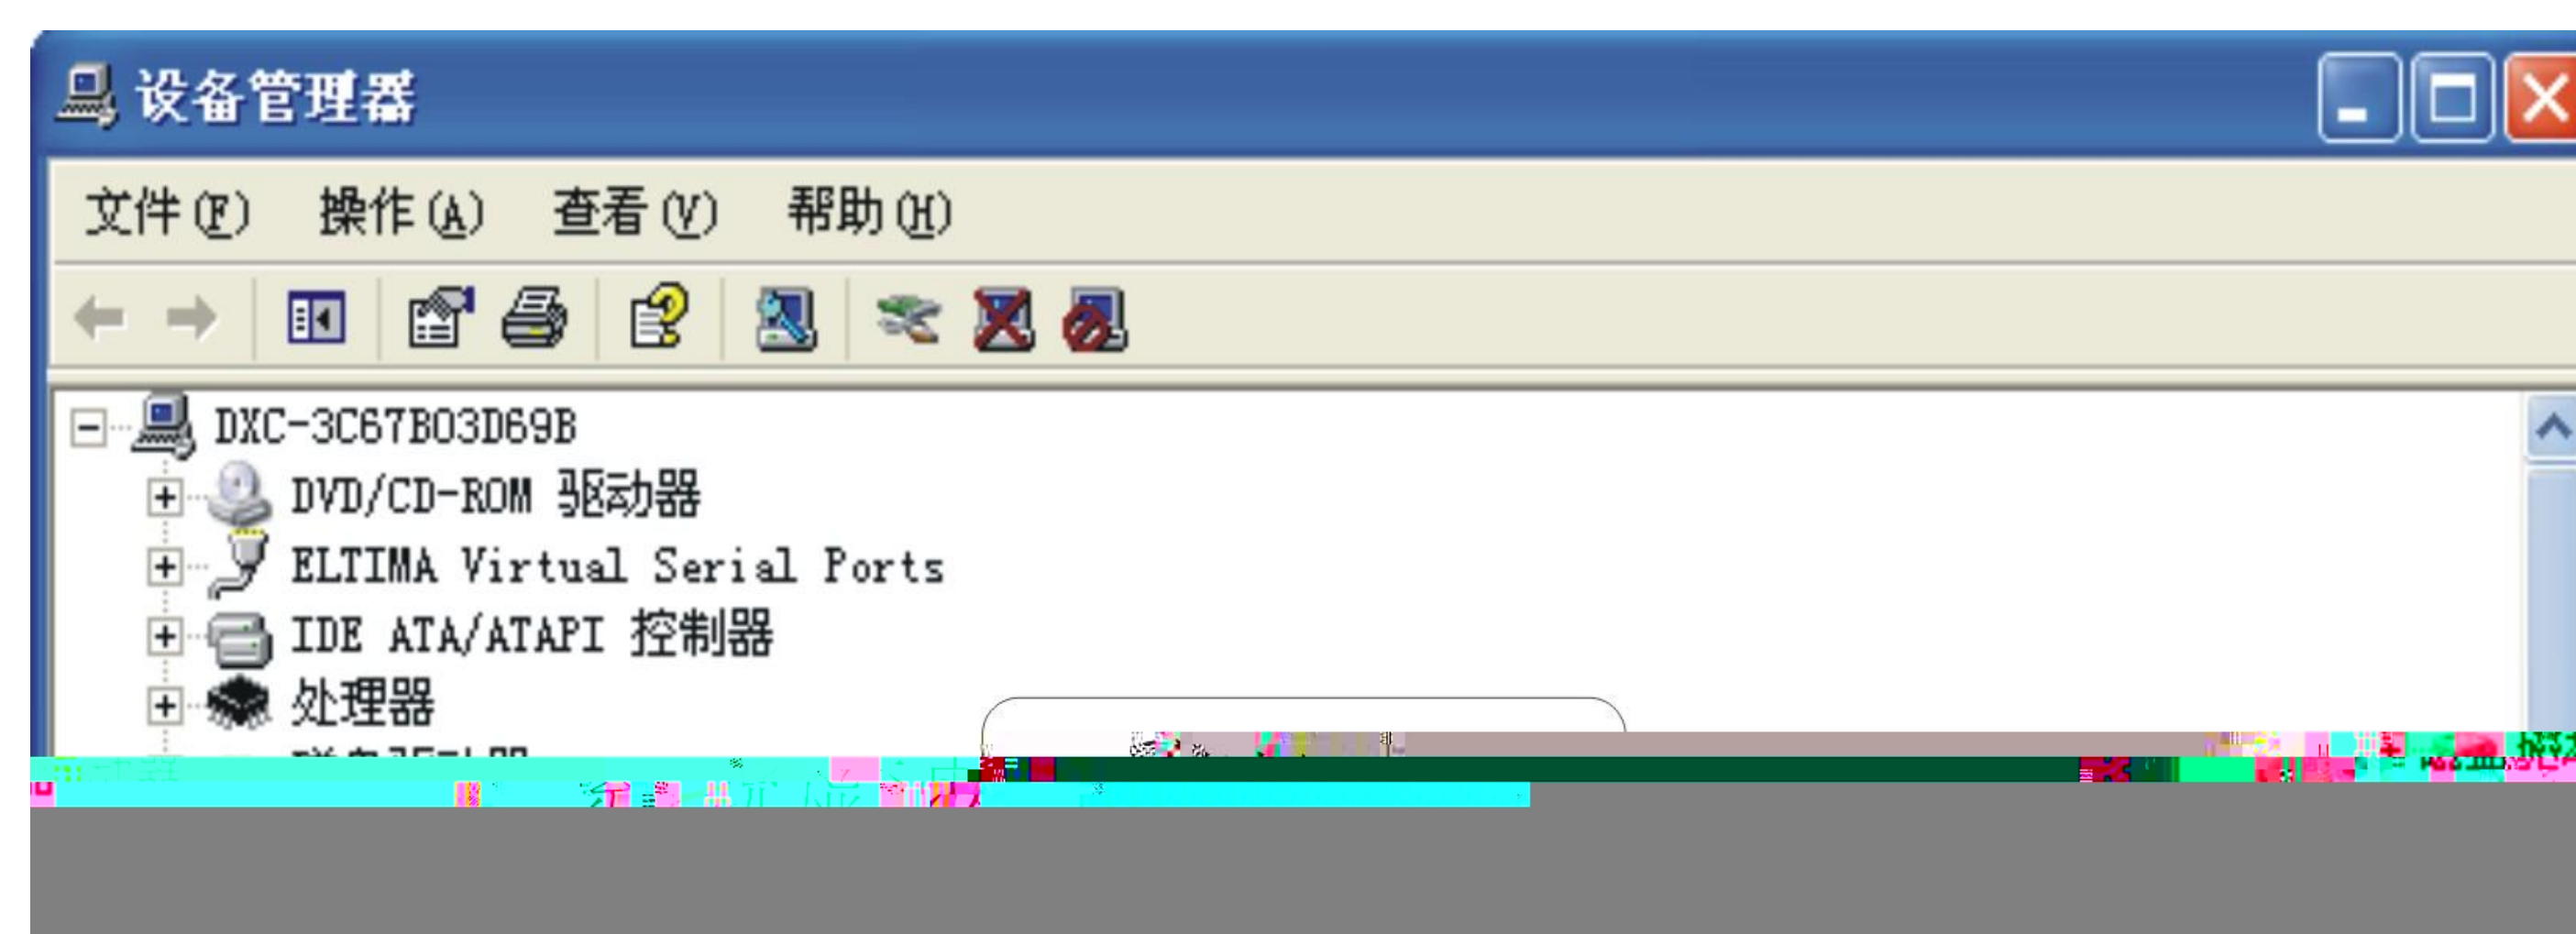 设备管理器
文件(F) 操作(A) 查看(V) 帮助(H)
DXC-3C67B03D69B
DVD/CD-ROM 驱动器
ELTIMA Virtual Serial Ports
IDE ATA/ATAPI 控制器
处理器